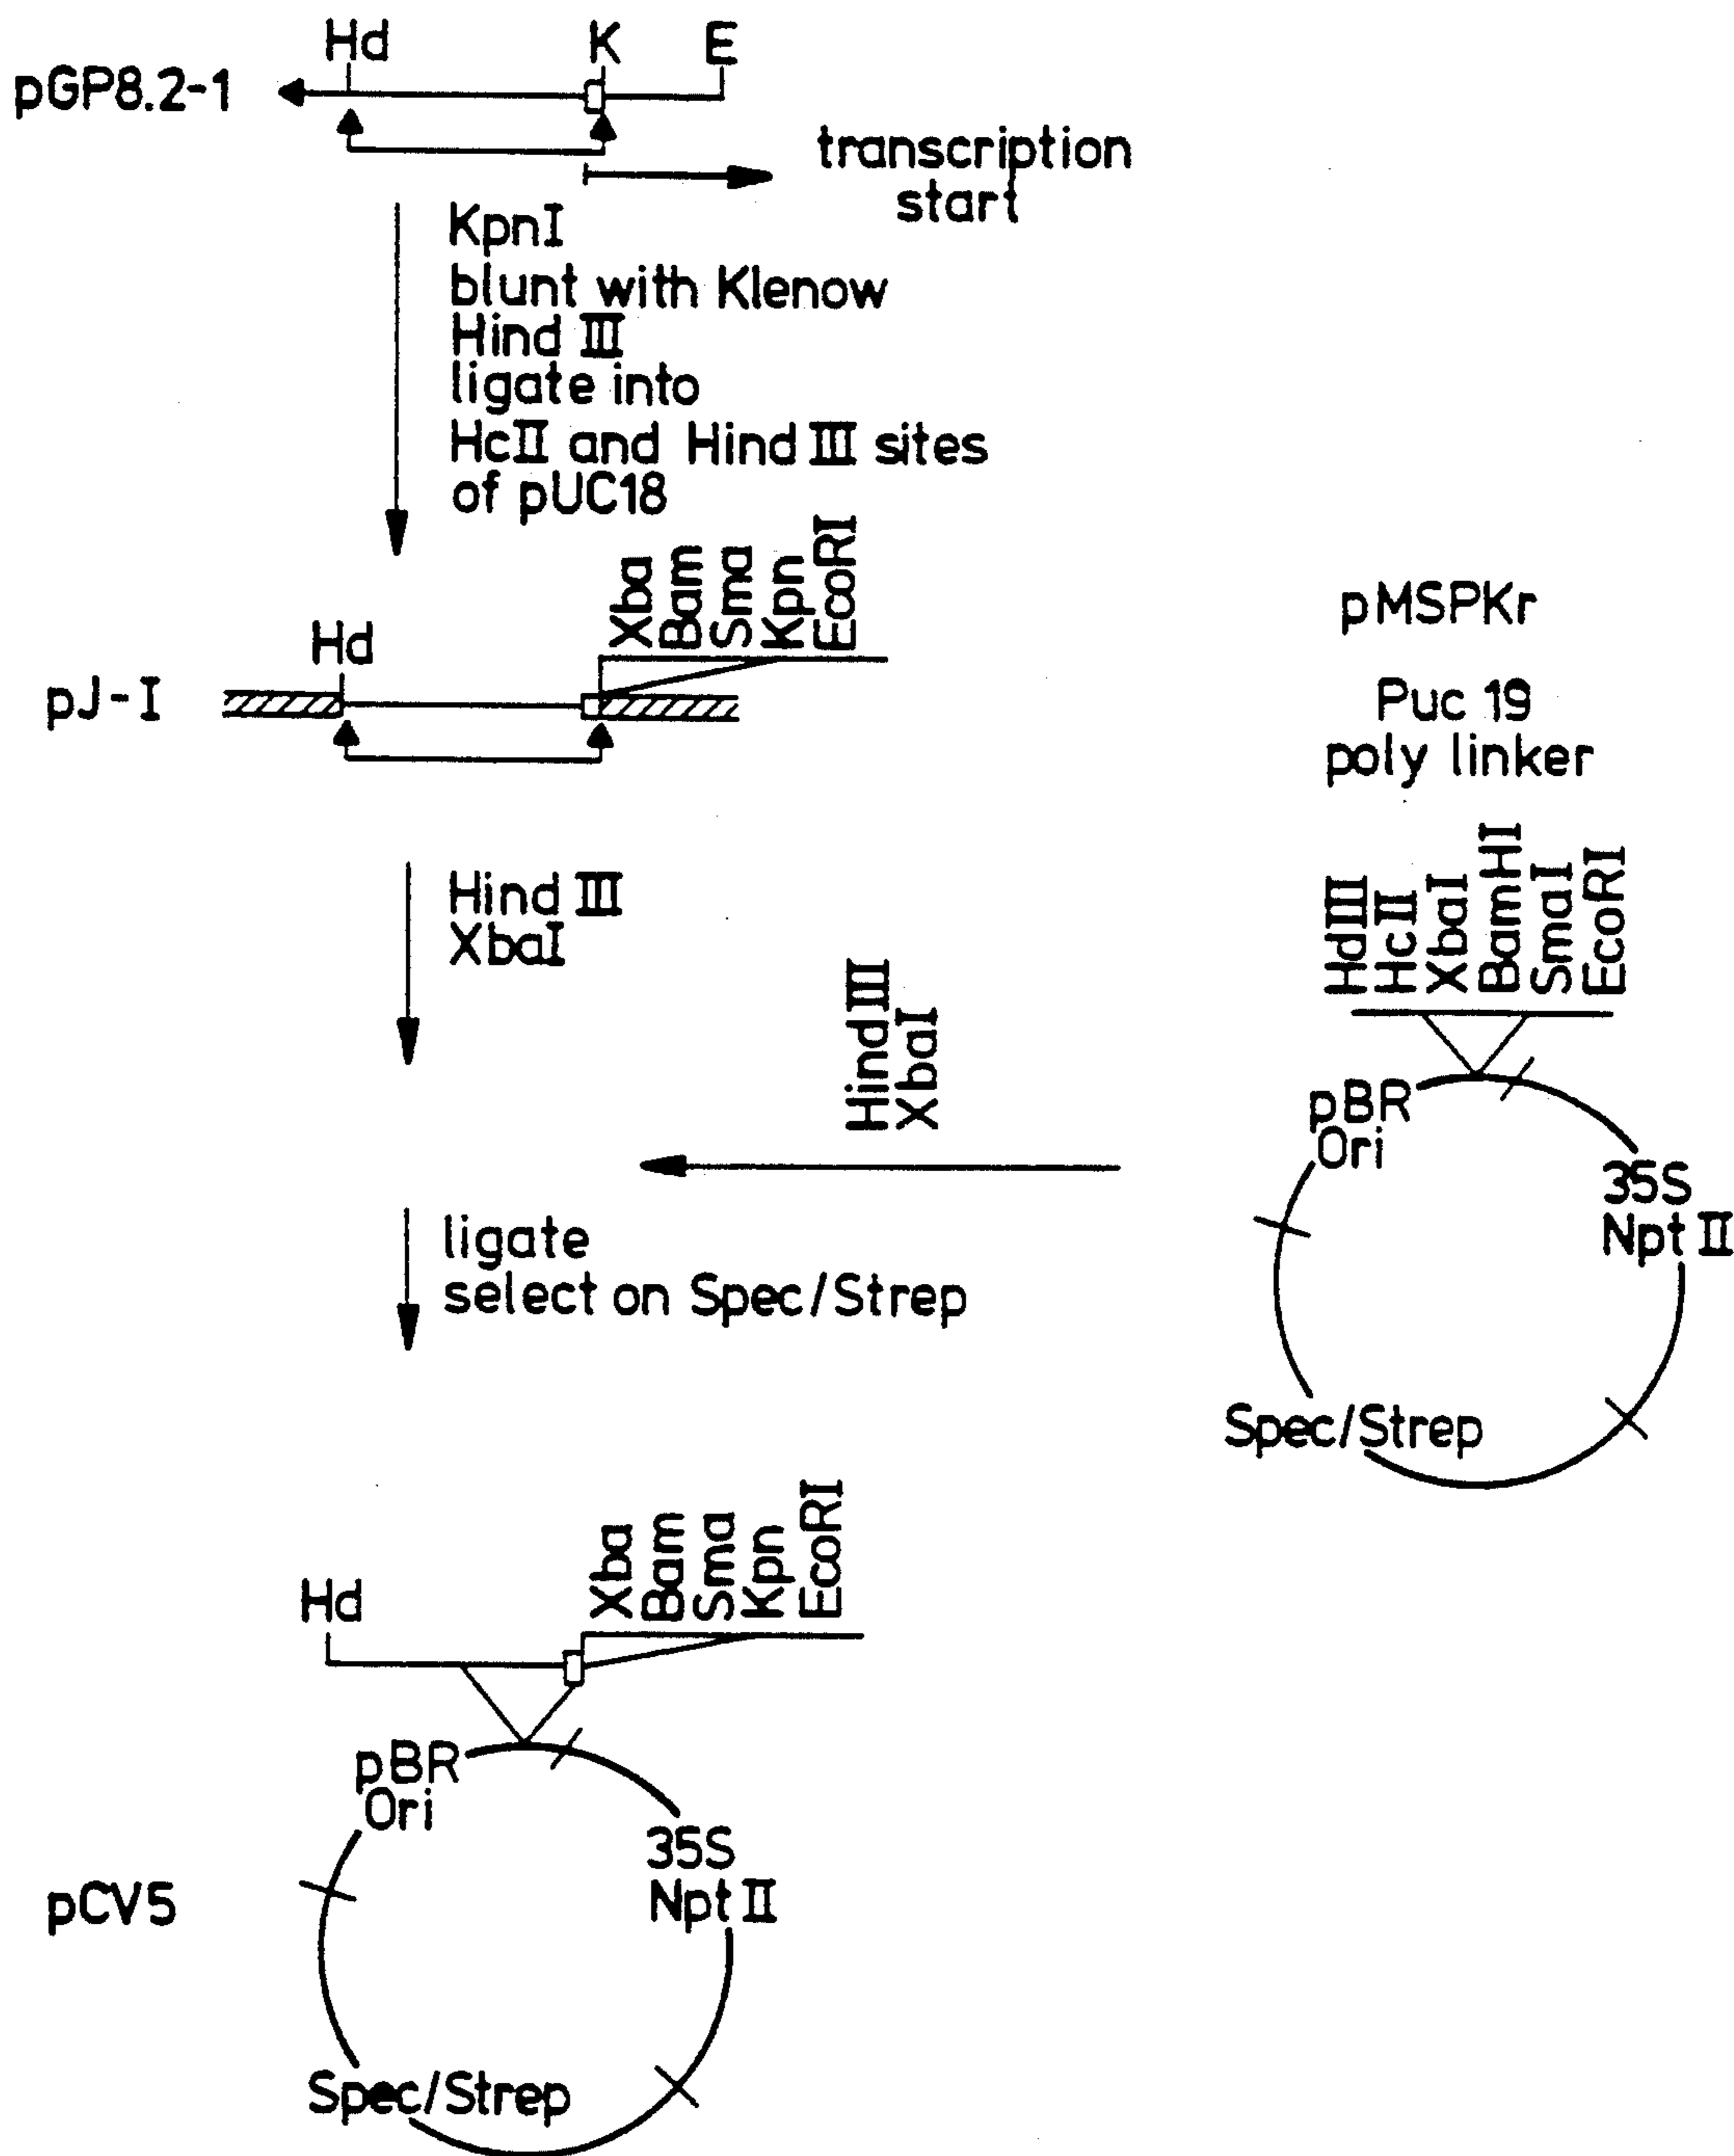 Hd K E
pGP8.2-1
transcription
start
KpnI
blunt with Klenow
Hind III
ligate into
HcII and Hind III sites
of pUC18
Xba
Bam
Sma
Kpn
EcoRI
Hd
pJ-I
pMSPKr
Puc 19
poly linker
HdIII
HcII
XbaI
BamHI
SmaI
EcoRI
Hind III
XbaI
HindIII
XbaI
pBR
Ori
35S
Npt II
Spec/Strep
ligate
select on Spec/Strep
Xba
Bam
Sma
Kpn
EcoRI
Hd
pBR
Ori
35S
Npt II
pCV5
Spec/Strep